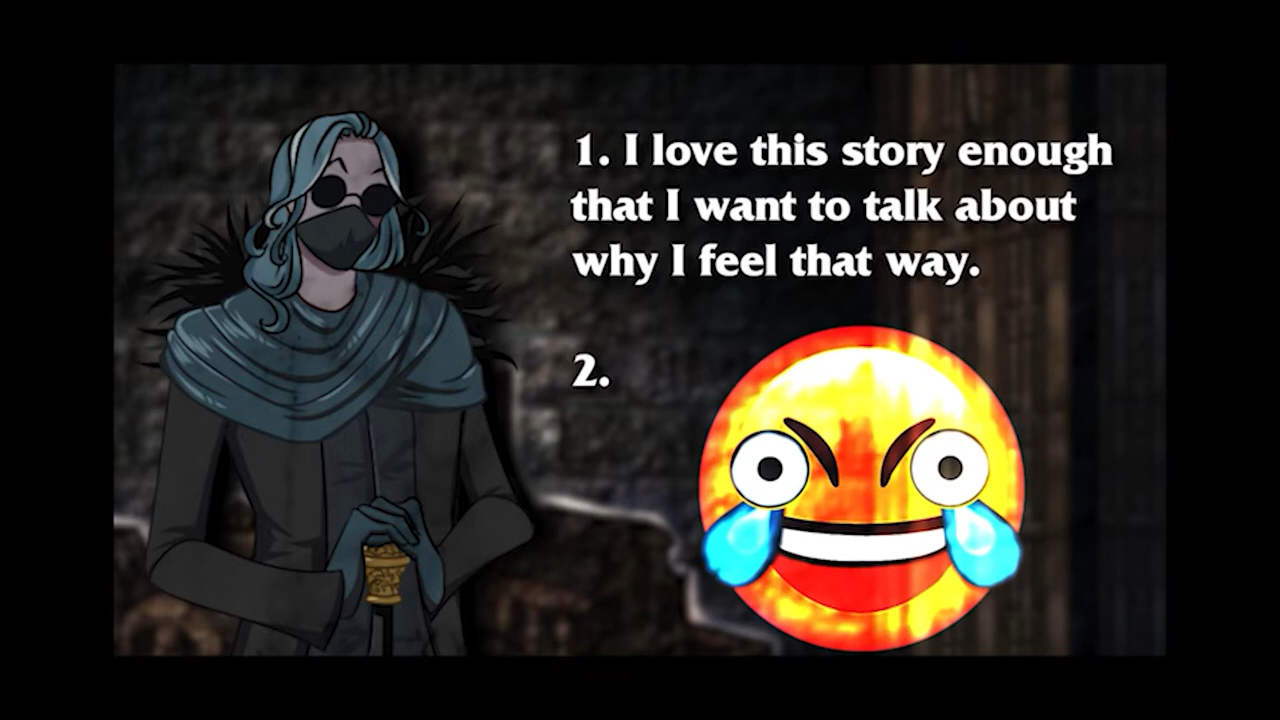 1. I love this story enough
that I want to talk about
why I feel that way.
2.